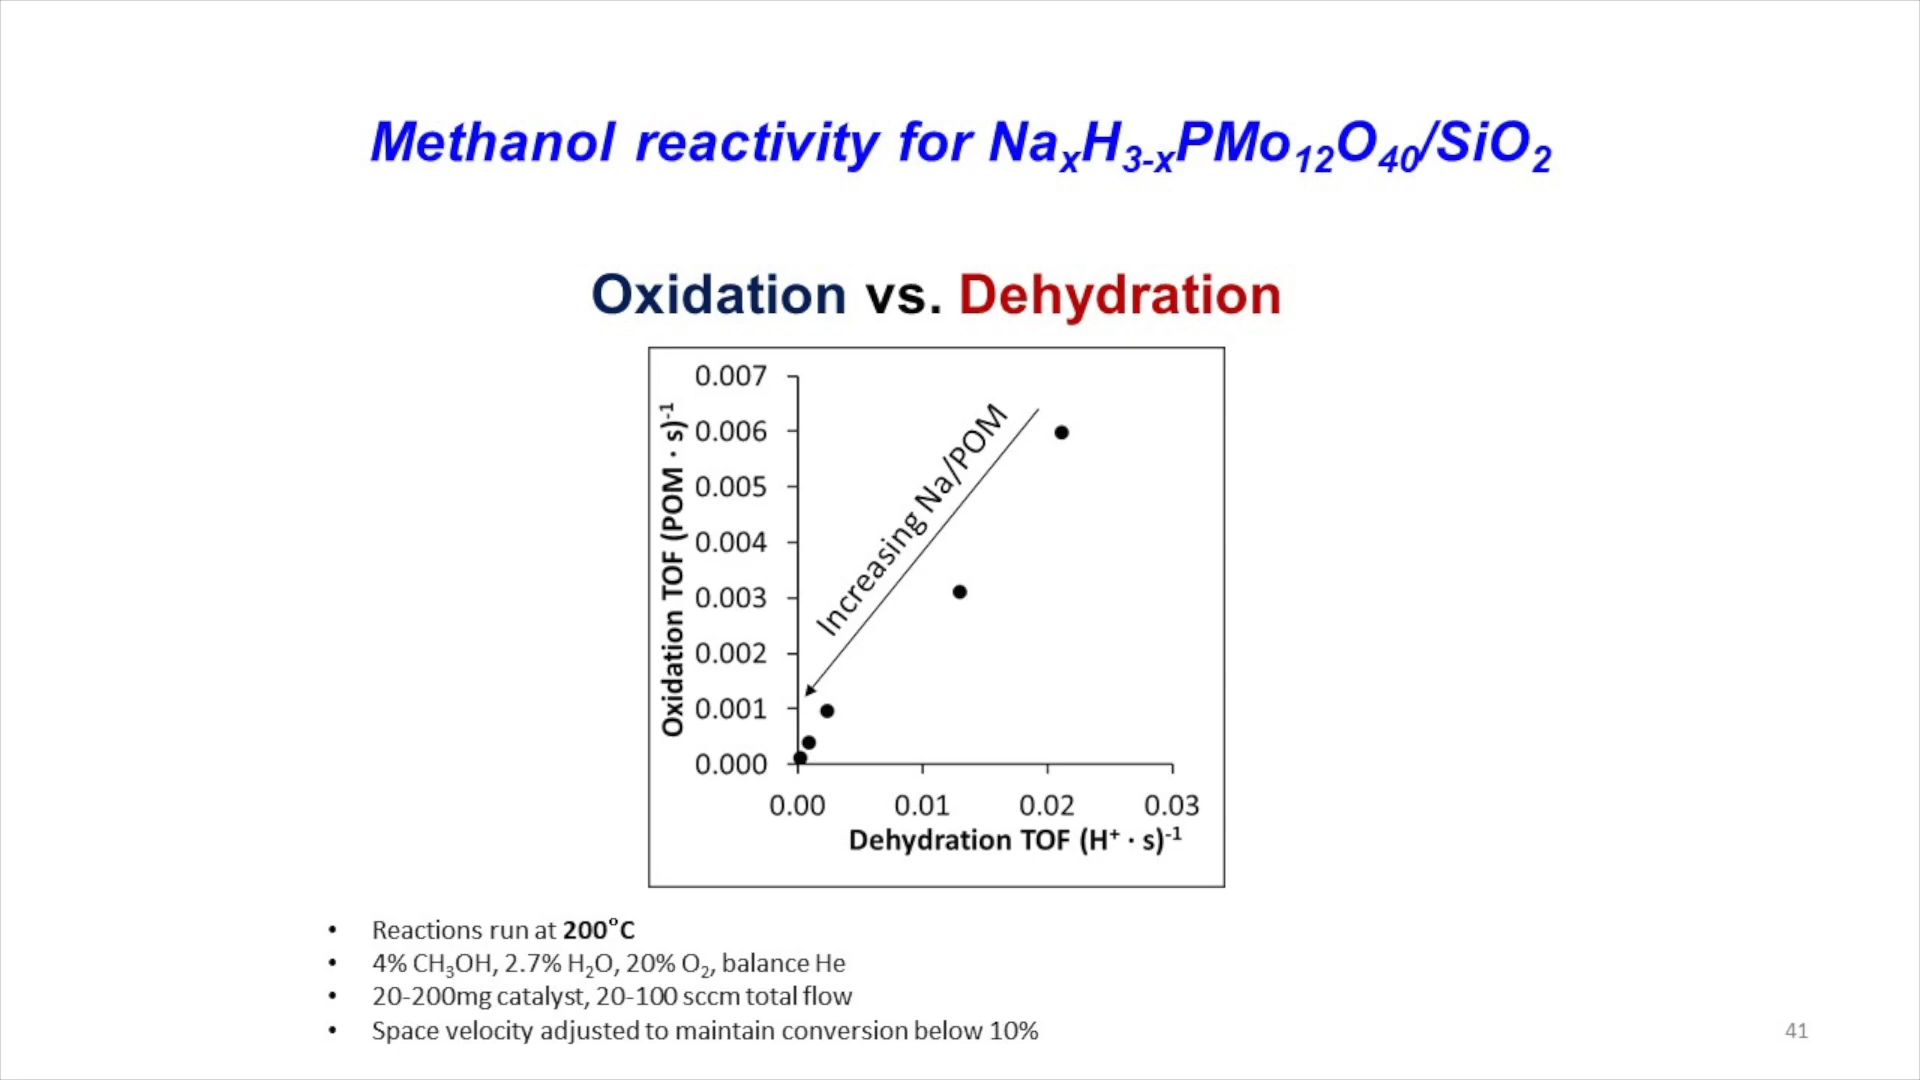 Methanol reactivity for NaxH3-xPMo12O40/SiO2
Oxidation vs. Dehydration
0.007
0.006
0.005
0.004
0.003
0.002
0.001
0.000
Oxidation TOF (POM · s)-1
Increasing Na/POM
0.00 0.01 0.02 0.03
Dehydration TOF (H+ · s)-1
• Reactions run at 200°C
• 4% CH3OH, 2.7% H2O, 20% O2, balance He
• 20-200mg catalyst, 20-100 sccm total flow
• Space velocity adjusted to maintain conversion below 10%
41